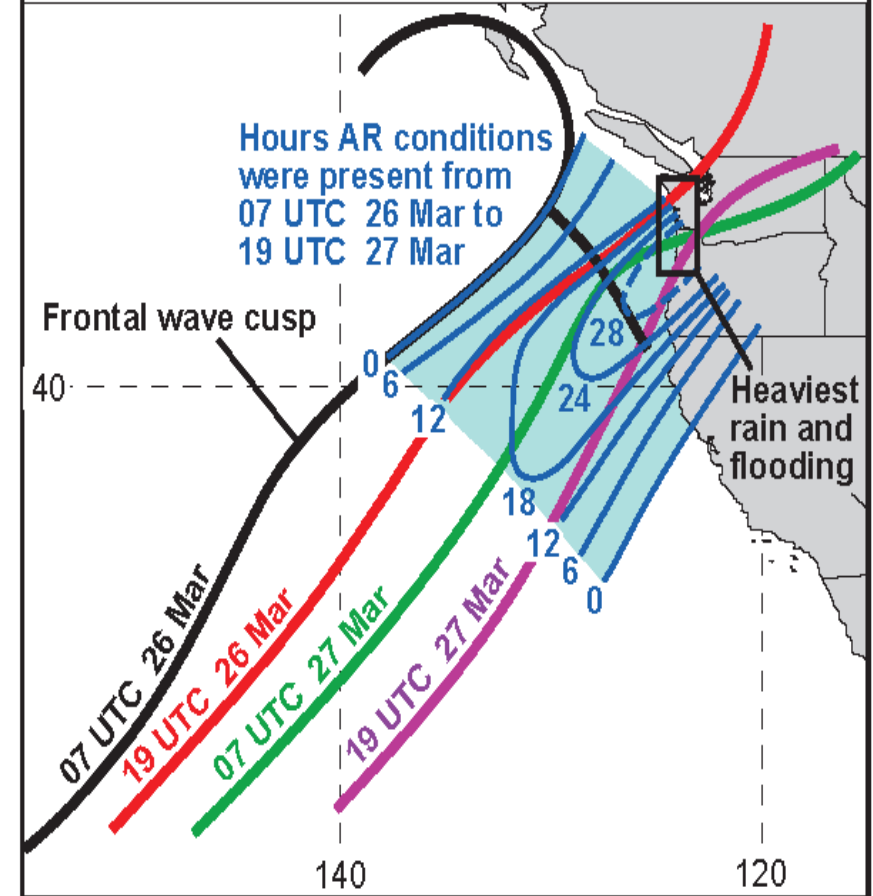 Hours AR conditions
were present from
07 UTC 26 Mar to
19 UTC 27 Mar
Frontal wave cusp
0
6
12
28
24
18
12
6
0
40
Heaviest
rain and
flooding
07 UTC 26 Mar
19 UTC 26 Mar
07 UTC 27 Mar
19 UTC 27 Mar
140
120